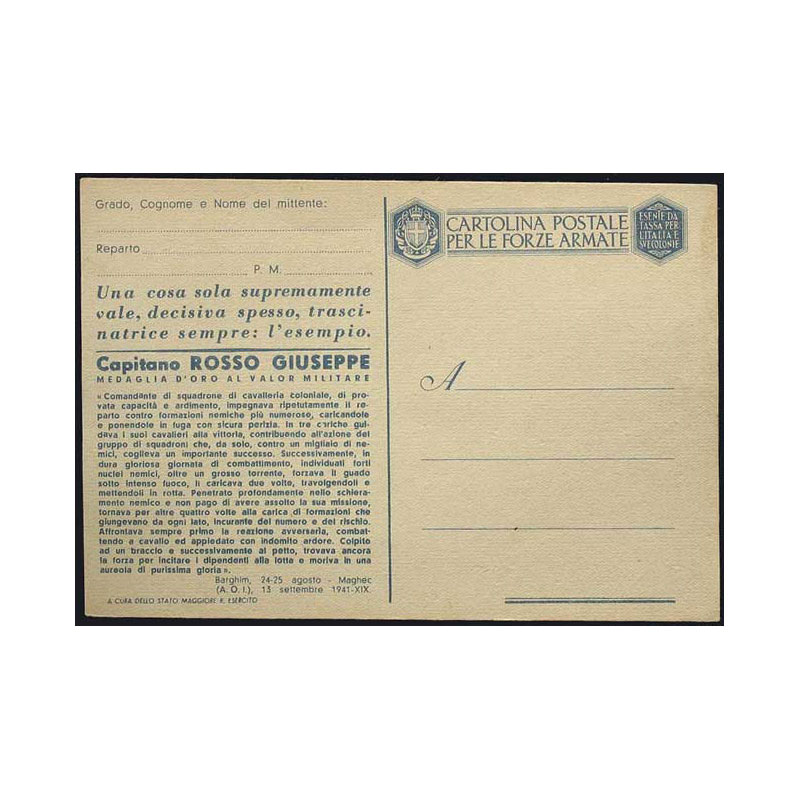 Grado, Cognome e Nome del mittente:
Reparto
P. M.
Una cosa sola supremamente
vale, decisiva spesso, trasci-
natrice sempre: l'esempio.
Capitano ROSSO GIUSEPPE
MEDAGLIA D'ORO AL VALOR MILITARE
« Comandante di squadrone di cavalleria coloniale, di pro-
vata capacità e ardimento, impegnava ripetutamente il re-
parto contro formazioni nemiche più numerose, caricandole
e ponendole in fuga con sicura perizia. In tre c'riche gui-
dava i suoi cavalieri alla vittoria, contribuendo all'azione del
gruppo di squadroni che, da solo, contro un migliaio di ne-
mici, coglieva un importante successo. Successivamente, in
dura gloriosa giornata di combattimento, individuati forti
nuclei nemici, oltre un grosso torrente, forzava il guado
sotto intenso fuoco, li caricava due volte, travolgendoli e
mettendoli in rotta. Penetrato profondamente nello schiera-
mento nemico e non pago di avere assolto la sua missione,
tornava per altre quattro volte alla carica di formazioni che
giungevano da ogni lato, incurante del numero e del rischio.
Affrontava sempre primo la reazione avversaria, combat-
tendo a cavallo ed appiedato con indomito ardore. Colpito
ad un braccio e successivamente al petto, trovava ancora
la forza per incitare i dipendenti alla lotta e moriva in una
aureola di purissima gloria ».
Barghim, 24-25 agosto - Maghec
(A. O. I.), 13 settembre 1941-XIX.
A CURA DELLO STATO MAGGIORE R. ESERCITO
CARTOLINA POSTALE
PER LE FORZE ARMATE
ESENTE DA
TASSA PER
L'ITALIA E
SVE COLONIE
A